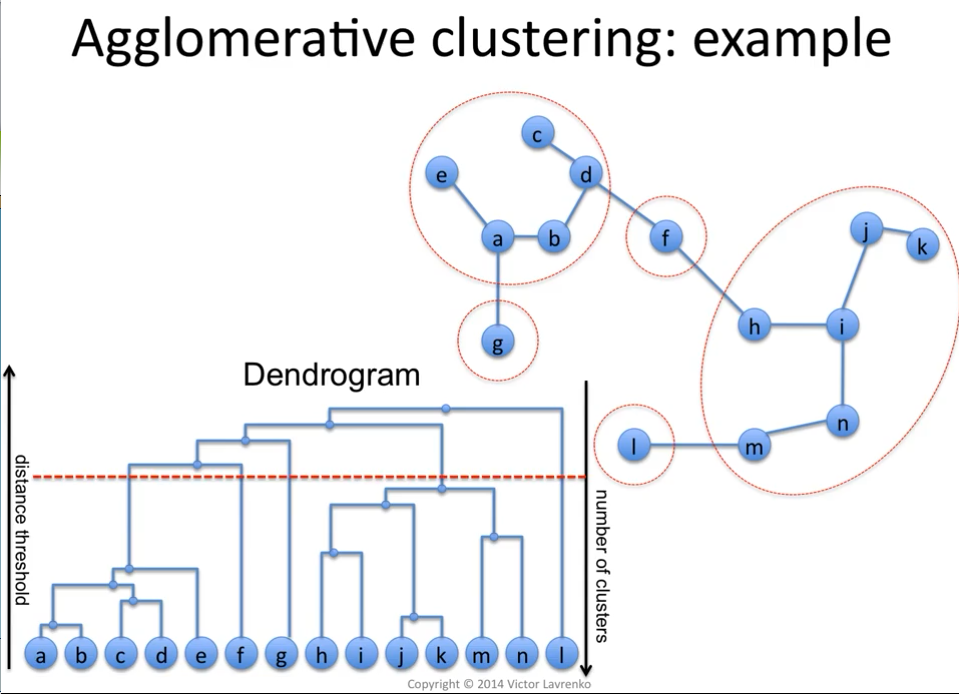 Agglomerative clustering: example
c
e
d
a
b
f
j
k
g
h
i
Dendrogram
n
l
m
distance threshold
number of clusters
a b c d e f g h i j k m n l
Copyright © 2014 Victor Lavrenko